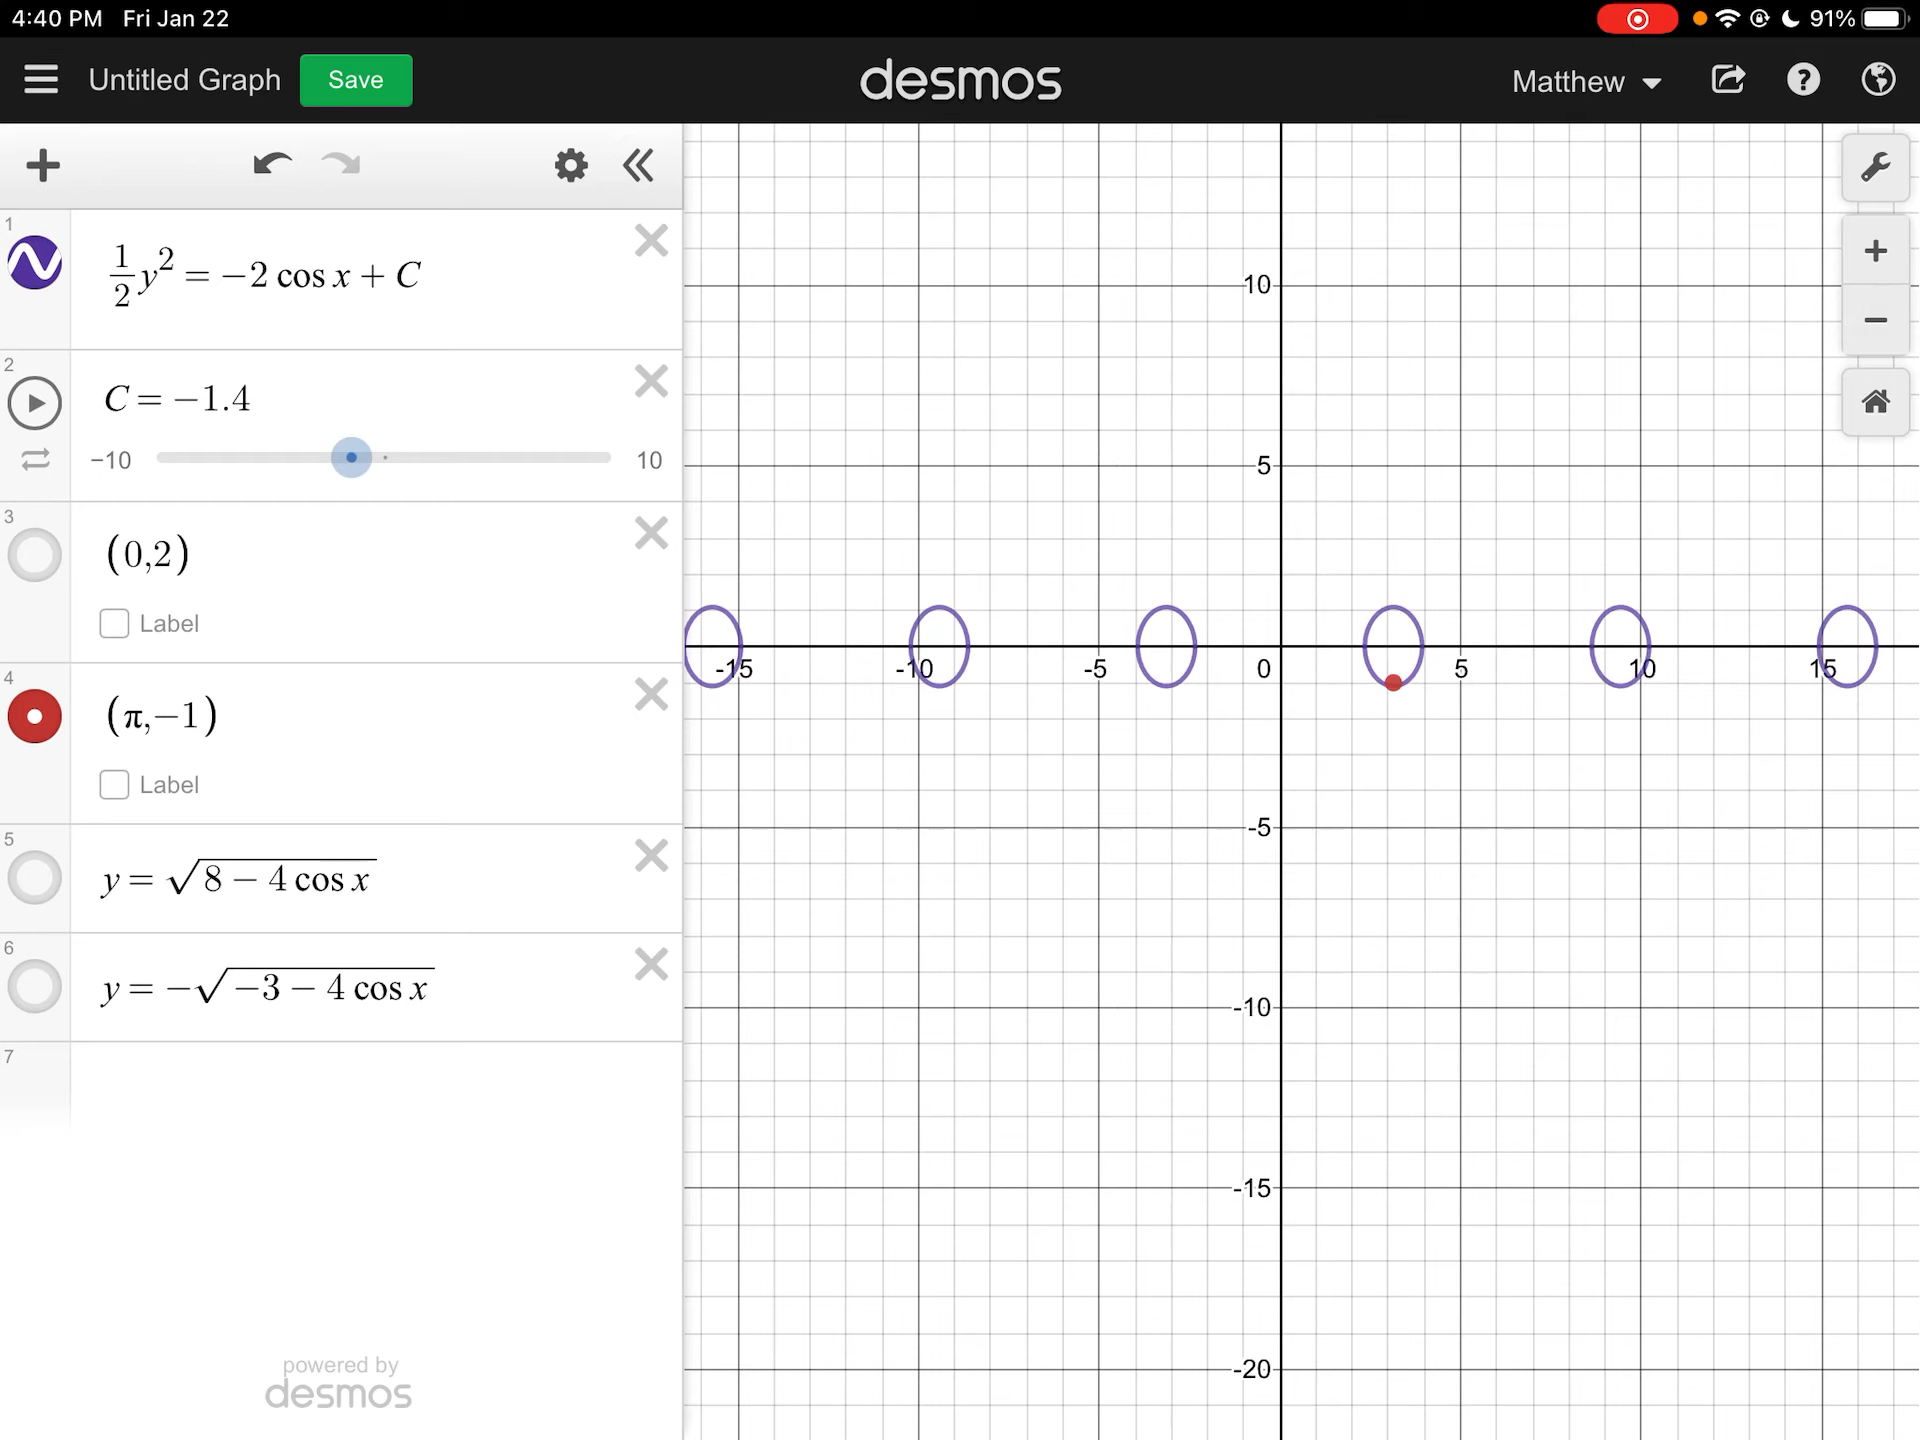 4:40 PM Fri Jan 22
91%
Untitled Graph Save desmos Matthew
1
1/2 y² = −2 cos x + C
2
C = −1.4
−10 10
3
(0,2)
Label
4
(π,−1)
Label
5
y = √(8 − 4 cos x)
6
y = −√(−3 − 4 cos x)
7
powered by
desmos
10
5
-15 -10 -5 0 5 10 15
-5
-10
-15
-20